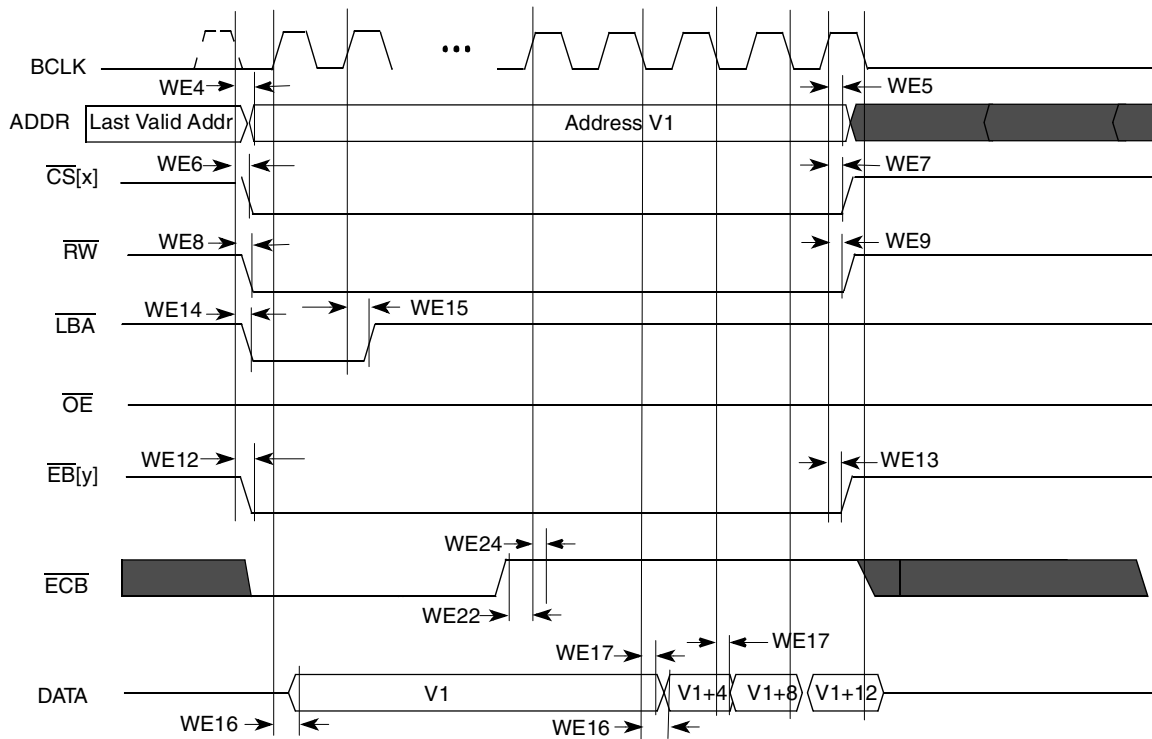 ...
BCLK
WE4
WE5
ADDR Last Valid Addr Address V1
WE6
WE7
CS[x]
WE8
WE9
RW
WE14
WE15
LBA
OE
WE12
WE13
EB[y]
WE24
ECB
WE22
WE17
WE17
DATA V1 V1+4 V1+8 V1+12
WE16
WE16